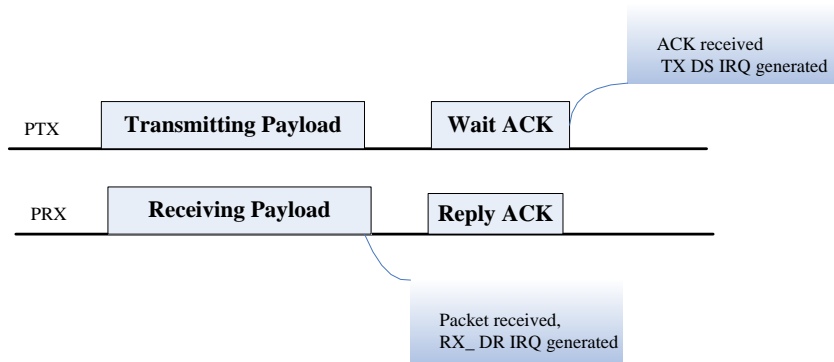 ACK received
TX DS IRQ generated
PTX
Transmitting Payload
Wait ACK
PRX
Receiving Payload
Reply ACK
Packet received,
RX_ DR IRQ generated